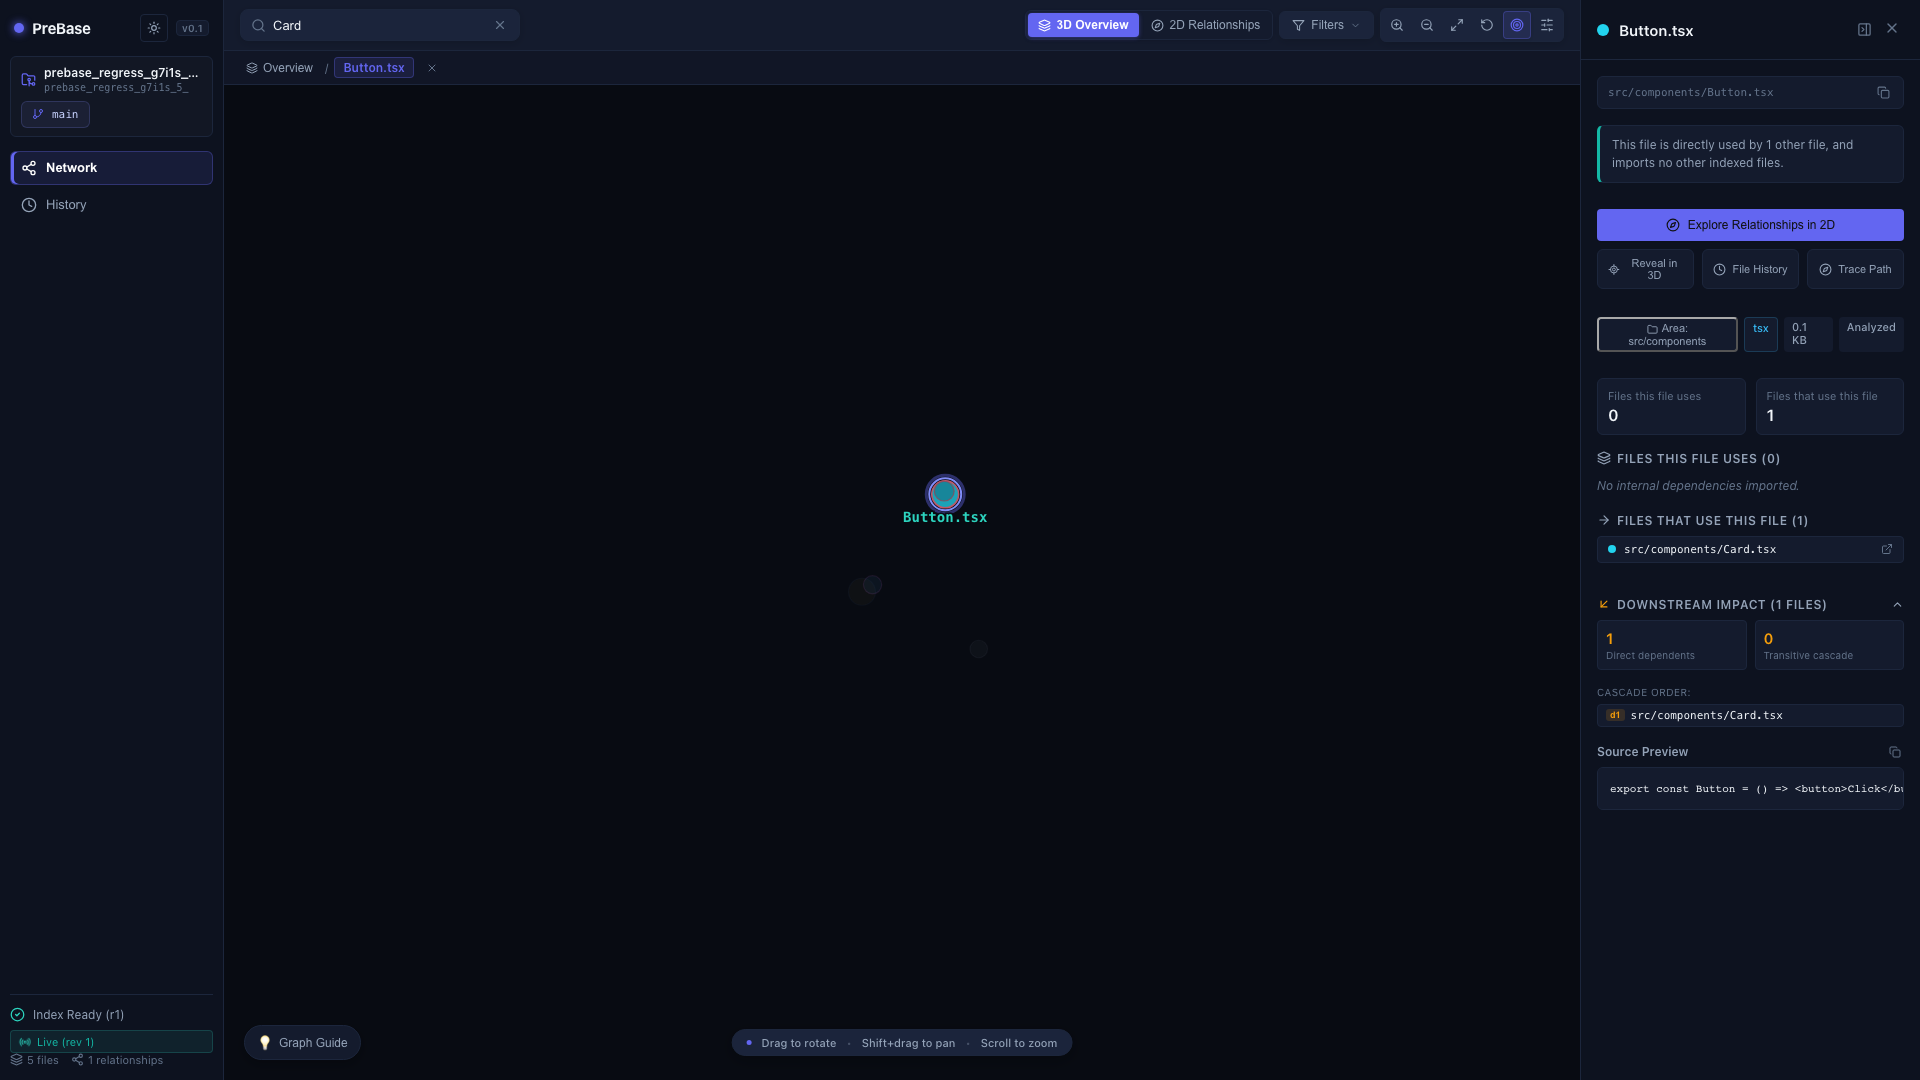 PreBase
v0.1
prebase_regress_g7i1s_...
prebase_regress_g7i1s_5_
main
Network
History
Index Ready (r1)
Live (rev 1)
5 files
1 relationships
Card
3D Overview
2D Relationships
Filters
Overview / Button.tsx
Button.tsx
Graph Guide
Drag to rotate · Shift+drag to pan · Scroll to zoom
Button.tsx
src/components/Button.tsx
This file is directly used by 1 other file, and
imports no other indexed files.
Explore Relationships in 2D
Reveal in
3D
File History
Trace Path
Area:
src/components
tsx
0.1
KB
Analyzed
Files this file uses
0
Files that use this file
1
FILES THIS FILE USES (0)
No internal dependencies imported.
FILES THAT USE THIS FILE (1)
src/components/Card.tsx
DOWNSTREAM IMPACT (1 FILES)
1
Direct dependents
0
Transitive cascade
CASCADE ORDER:
d1 src/components/Card.tsx
Source Preview
export const Button = () => <button>Click</bu